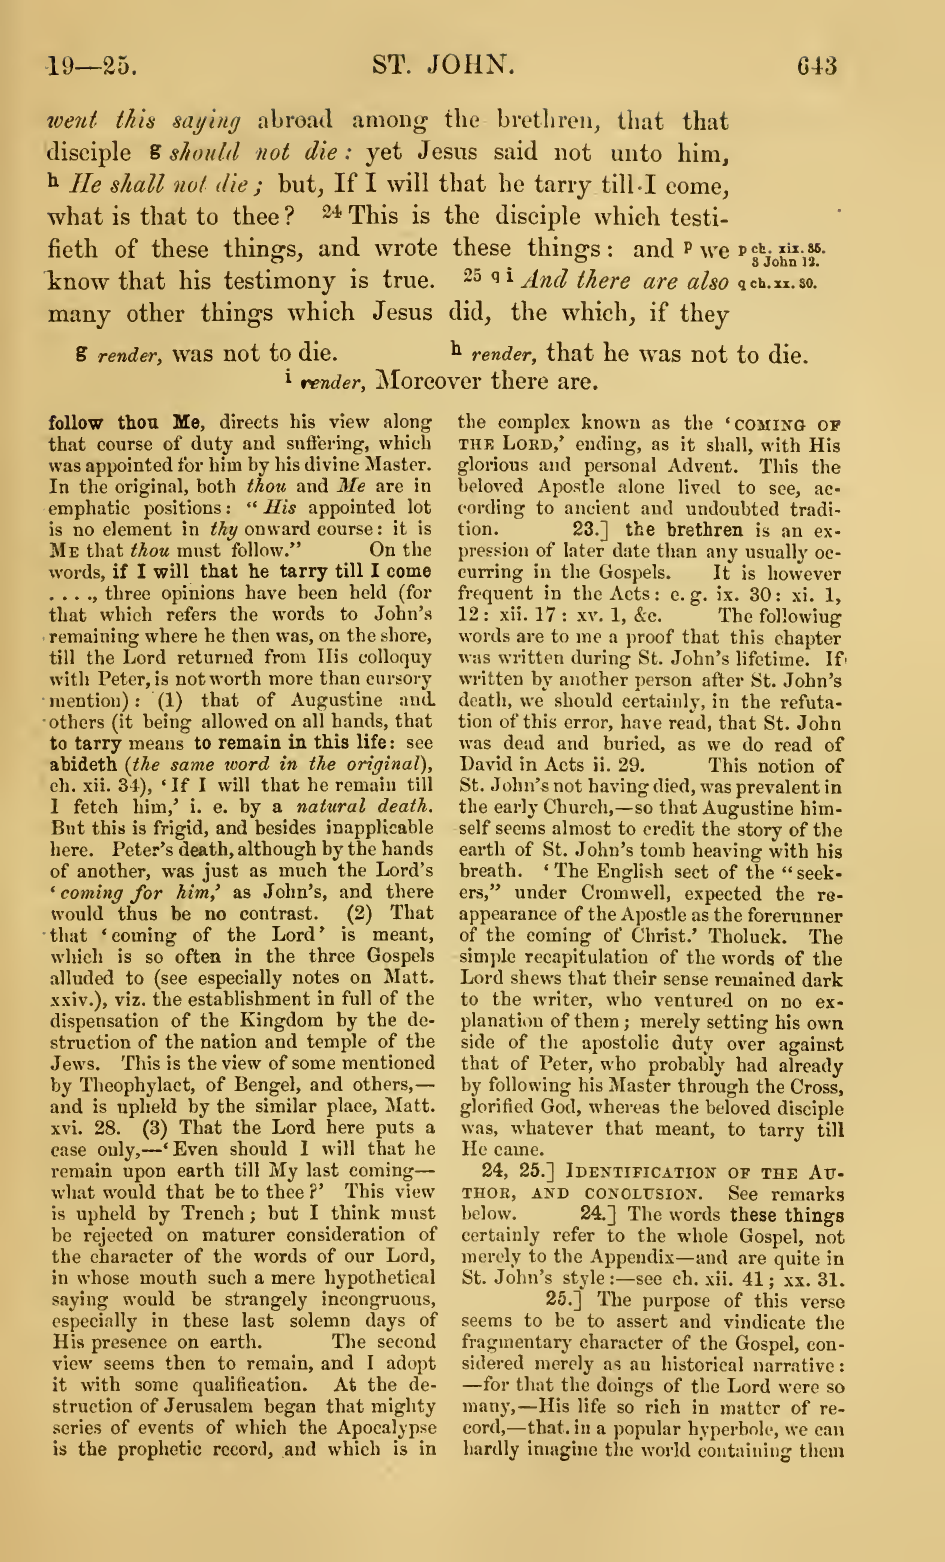 19—25.
ST. JOHN.
643
went this saying abroad among the brethren, that that
disciple g should not die : yet Jesus said not unto him,
h He shall not die ; but, If I will that he tarry till I come,
what is that to thee ? 24 This is the disciple which testi-
fieth of these things, and wrote these things : and p we
know that his testimony is true. 25 q i And there are also
many other things which Jesus did, the which, if they
p ch. xix. 35.
3 John 12.
q ch. xx. 30.
g render, was not to die.
h render, that he was not to die.
i render, Moreover there are.
follow thou Me, directs his view along
that course of duty and suffering, which
was appointed for him by his divine Master.
In the original, both thou and Me are in
emphatic positions : “ His appointed lot
is no element in thy onward course : it is
ME that thou must follow.” On the
words, if I will that he tarry till I come
. . . ., three opinions have been held (for
that which refers the words to John's
remaining where he then was, on the shore,
till the Lord returned from His colloquy
with Peter, is not worth more than cursory
mention) : (1) that of Augustine and
others (it being allowed on all hands, that
to tarry means to remain in this life : see
abideth (the same word in the original),
ch. xii. 34), ‘ If I will that he remain till
I fetch him,’ i. e. by a natural death.
But this is frigid, and besides inapplicable
here. Peter's death, although by the hands
of another, was just as much the Lord's
‘ coming for him,’ as John's, and there
would thus be no contrast. (2) That
that ‘ coming of the Lord ’ is meant,
which is so often in the three Gospels
alluded to (see especially notes on Matt.
xxiv.), viz. the establishment in full of the
dispensation of the Kingdom by the de-
struction of the nation and temple of the
Jews. This is the view of some mentioned
by Theophylact, of Bengel, and others,—
and is upheld by the similar place, Matt.
xvi. 28. (3) That the Lord here puts a
case only,—‘ Even should I will that he
remain upon earth till My last coming—
what would that be to thee ?’ This view
is upheld by Trench ; but I think must
be rejected on maturer consideration of
the character of the words of our Lord,
in whose mouth such a mere hypothetical
saying would be strangely incongruous,
especially in these last solemn days of
His presence on earth. The second
view seems then to remain, and I adopt
it with some qualification. At the de-
struction of Jerusalem began that mighty
series of events of which the Apocalypse
is the prophetic record, and which is in
the complex known as the ‘ COMING OF
THE LORD,’ ending, as it shall, with His
glorious and personal Advent. This the
beloved Apostle alone lived to see, ac-
cording to ancient and undoubted tradi-
tion. 23.] the brethren is an ex-
pression of later date than any usually oc-
curring in the Gospels. It is however
frequent in the Acts : e. g. ix. 30 : xi. 1,
12 : xii. 17 : xv. 1, &c. The following
words are to me a proof that this chapter
was written during St. John's lifetime. If
written by another person after St. John's
death, we should certainly, in the refuta-
tion of this error, have read, that St. John
was dead and buried, as we do read of
David in Acts ii. 29. This notion of
St. John's not having died, was prevalent in
the early Church,—so that Augustine him-
self seems almost to credit the story of the
earth of St. John's tomb heaving with his
breath. ‘ The English sect of the “ seek-
ers,” under Cromwell, expected the re-
appearance of the Apostle as the forerunner
of the coming of Christ.’ Tholuck. The
simple recapitulation of the words of the
Lord shews that their sense remained dark
to the writer, who ventured on no ex-
planation of them ; merely setting his own
side of the apostolic duty over against
that of Peter, who probably had already
by following his Master through the Cross,
glorified God, whereas the beloved disciple
was, whatever that meant, to tarry till
He came.
24, 25.] IDENTIFICATION OF THE AU-
THOR, AND CONCLUSION. See remarks
below. 24.] The words these things
certainly refer to the whole Gospel, not
merely to the Appendix—and are quite in
St. John's style :—see ch. xii. 41 ; xx. 31.
25.] The purpose of this verse
seems to be to assert and vindicate the
fragmentary character of the Gospel, con-
sidered merely as an historical narrative :
—for that the doings of the Lord were so
many,—His life so rich in matter of re-
cord,—that in a popular hyperbole, we can
hardly imagine the world containing them